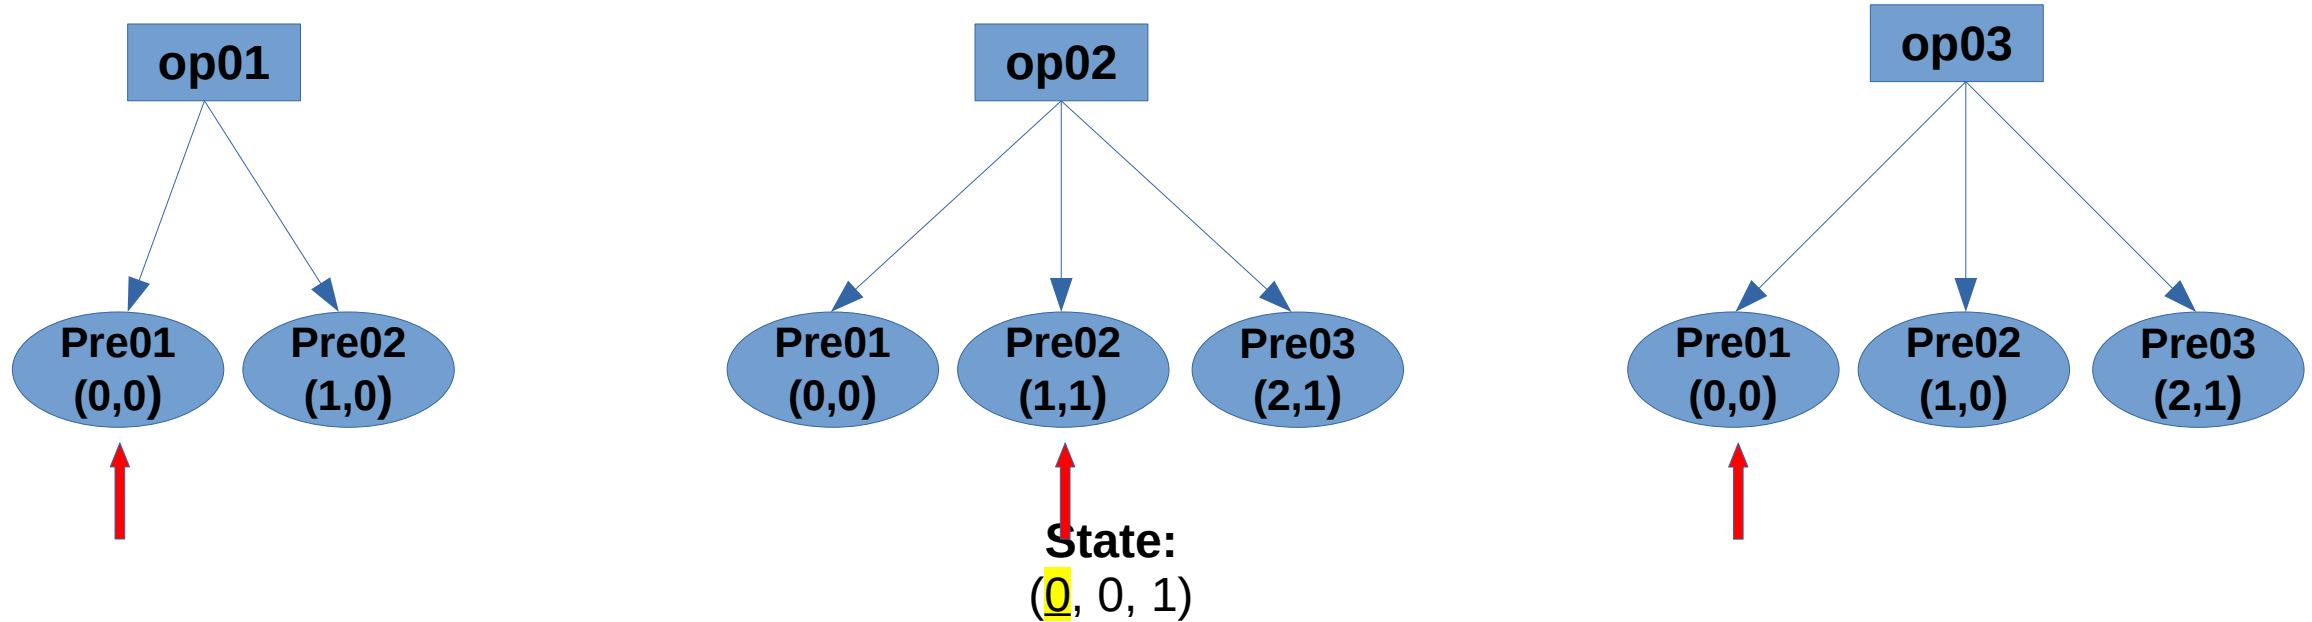 op01
op02
op03
Pre01
(0,0)
Pre02
(1,0)
Pre01
(0,0)
Pre02
(1,1)
Pre03
(2,1)
Pre01
(0,0)
Pre02
(1,0)
Pre03
(2,1)
State:
(0, 0, 1)